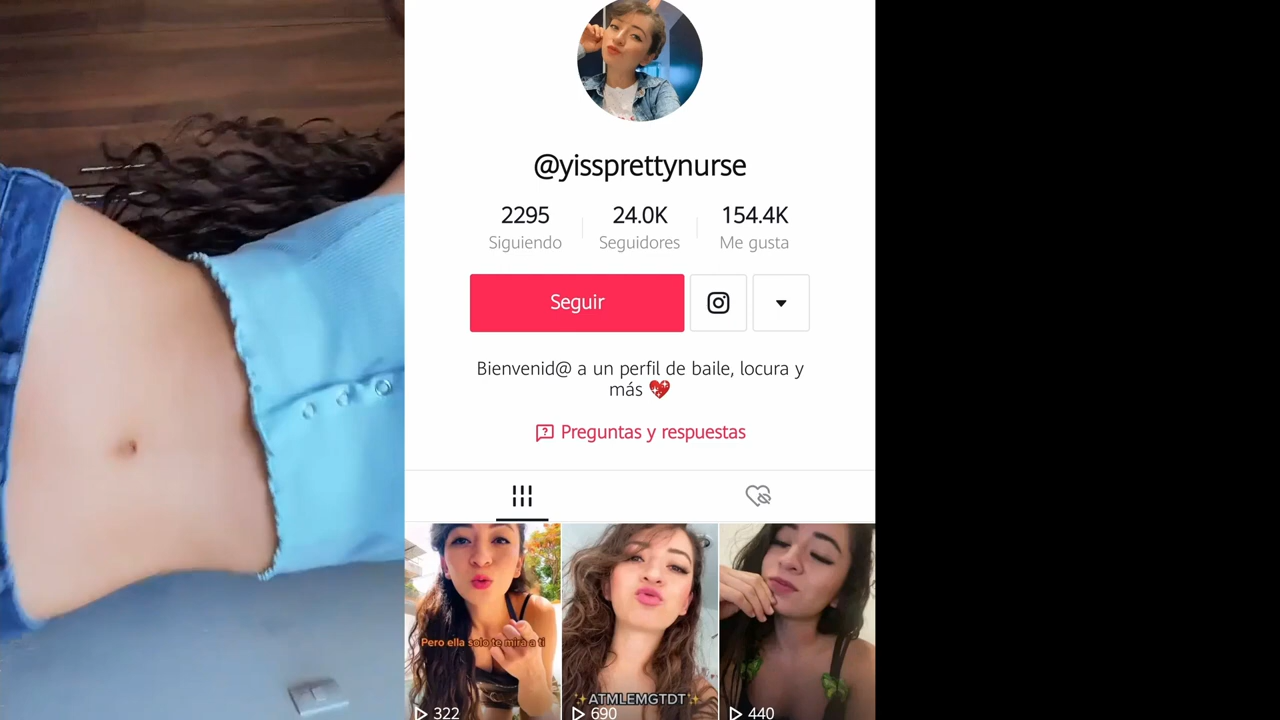 @yissprettynurse
2295
24.0K
154.4K
Siguiendo
Seguidores
Me gusta
Seguir
Bienvenid@ a un perfil de baile, locura y
más 💖
Preguntas y respuestas
Pero ella solo te mira a ti
✨ATMLEMGTDT✨
322
690
440